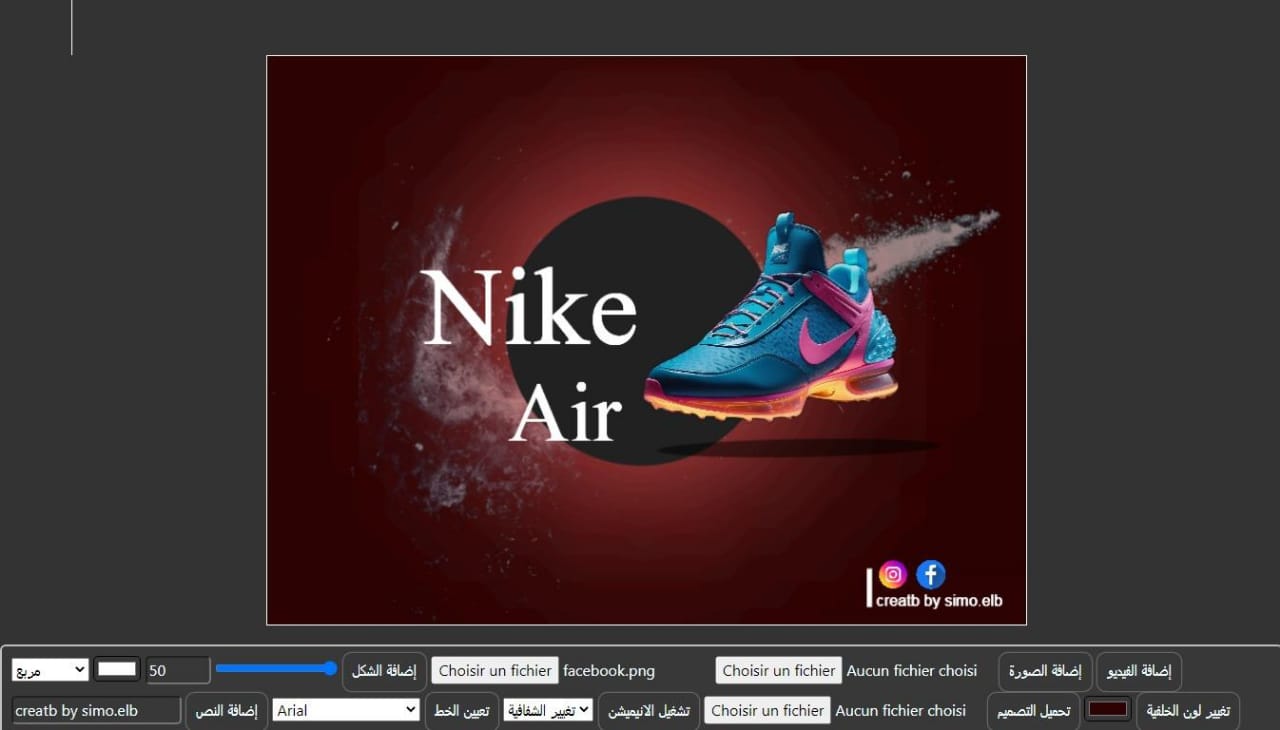 Nike
Air
creatb by simo.elb
مربع
50
إضافة الشكل
Choisir un fichier facebook.png
Choisir un fichier Aucun fichier choisi
إضافة الصورة
إضافة الفيديو
creatb by simo.elb
إضافة النص
Arial
تعيين الخط
تغيير الشفافية
تشغيل الانيميشن
Choisir un fichier Aucun fichier choisi
تحميل التصميم
تغيير لون الخلفية